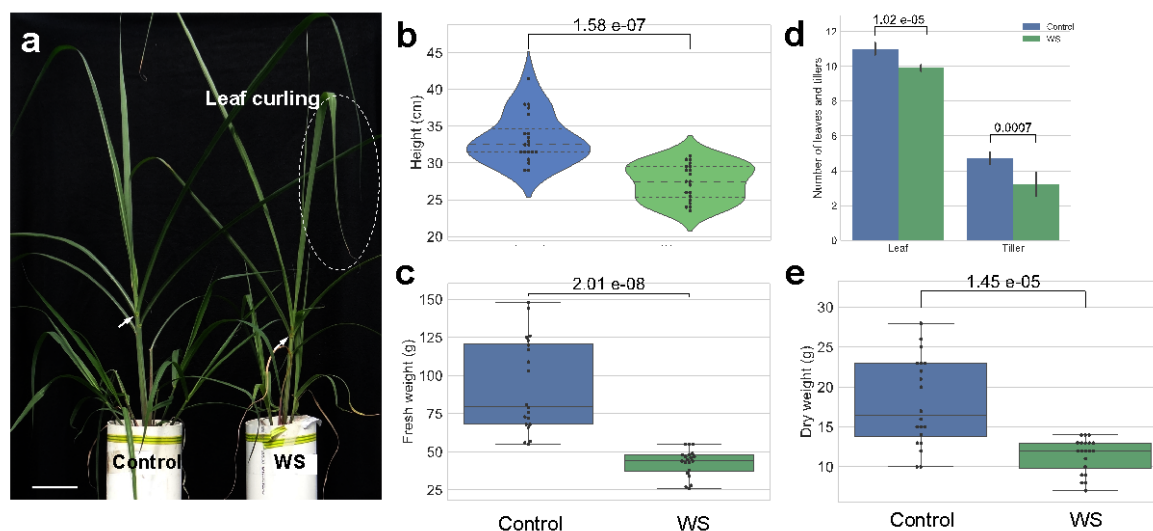 a
Leaf curling
Control
WS
b
1.58 e-07
Height (cm)
45
40
35
30
25
20
c
2.01 e-08
Fresh weight (g)
150
125
100
75
50
25
Control
WS
d
1.02 e-05
Control
WS
0.0007
Number of leaves and tillers
12
10
8
6
4
2
0
Leaf
Tiller
e
1.45 e-05
Dry weight (g)
30
25
20
15
10
Control
WS